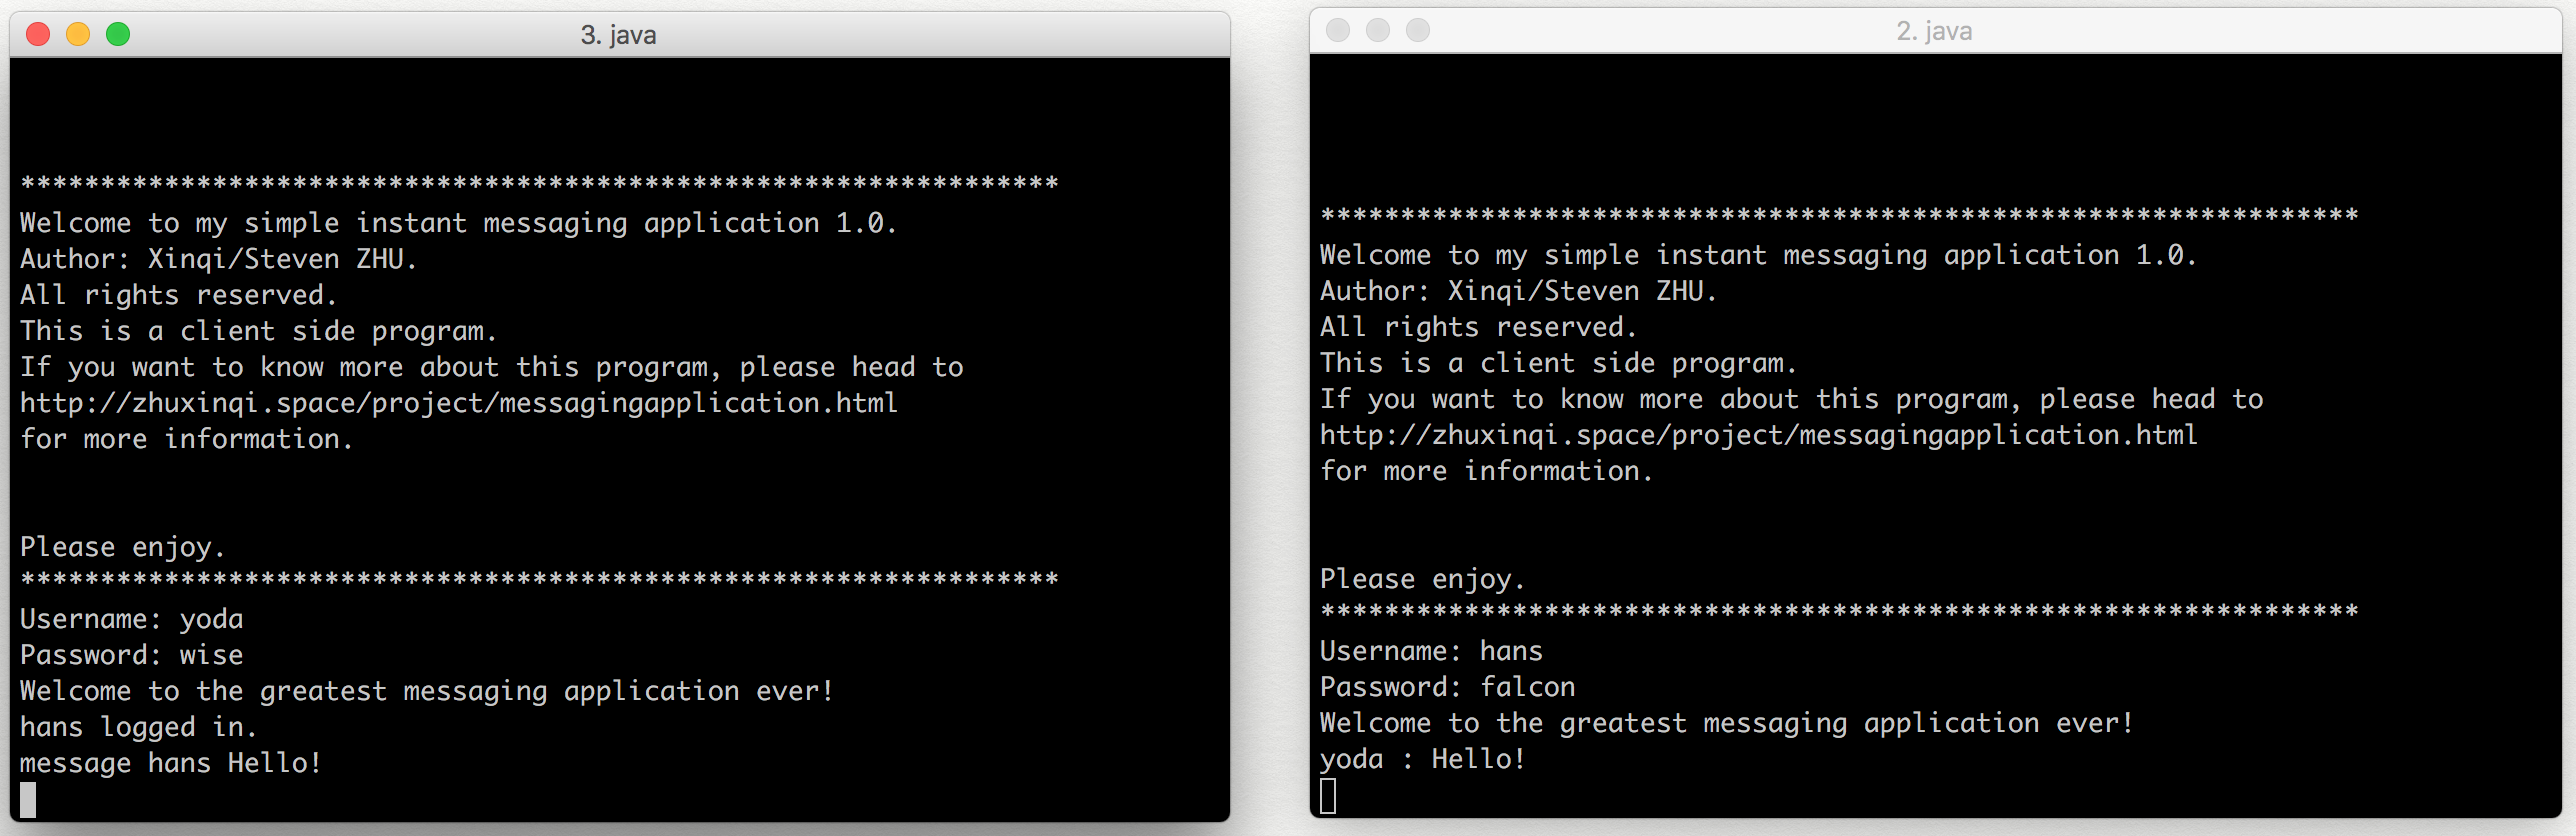 3. java
*****************************************************************
Welcome to my simple instant messaging application 1.0.
Author: Xinqi/Steven ZHU.
All rights reserved.
This is a client side program.
If you want to know more about this program, please head to
http://zhuxinqi.space/project/messagingapplication.html
for more information.
Please enjoy.
*****************************************************************
Username: yoda
Password: wise
Welcome to the greatest messaging application ever!
hans logged in.
message hans Hello!
2. java
*****************************************************************
Welcome to my simple instant messaging application 1.0.
Author: Xinqi/Steven ZHU.
All rights reserved.
This is a client side program.
If you want to know more about this program, please head to
http://zhuxinqi.space/project/messagingapplication.html
for more information.
Please enjoy.
*****************************************************************
Username: hans
Password: falcon
Welcome to the greatest messaging application ever!
yoda : Hello!